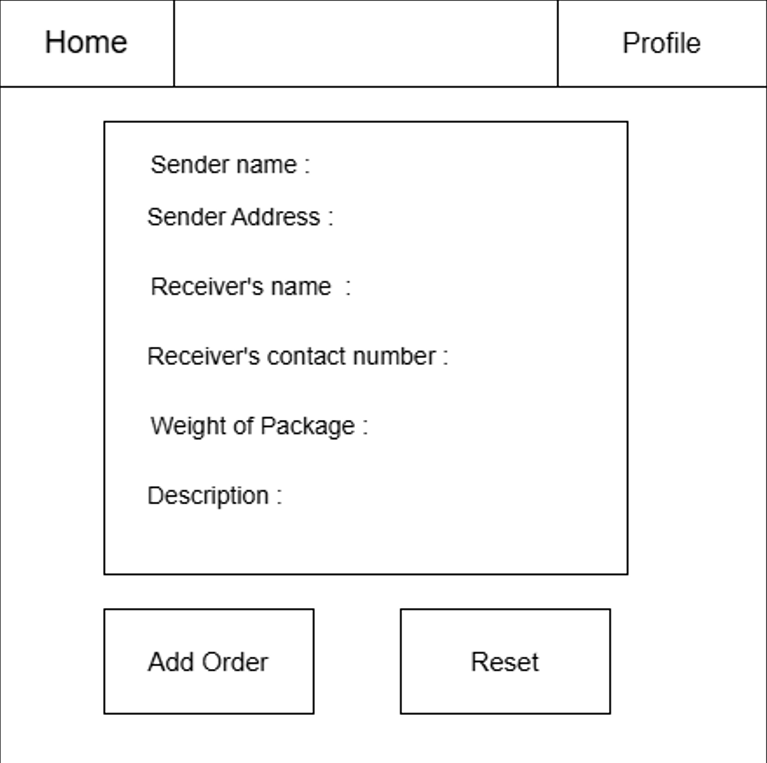 Home
Profile
Sender name :
Sender Address :
Receiver's name  :
Receiver's contact number :
Weight of Package :
Description :
Add Order
Reset